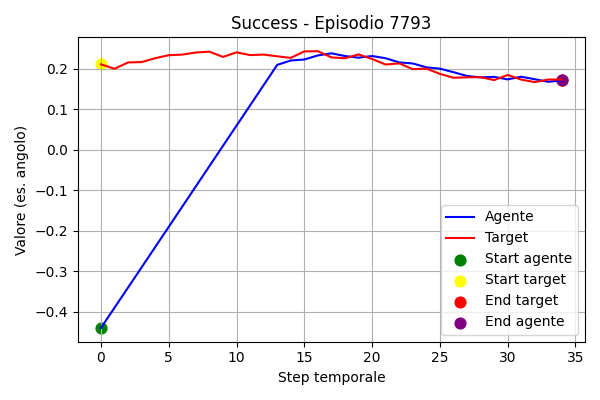 Success - Episodio 7793
Valore (es. angolo)
0.2
0.1
0.0
−0.1
−0.2
−0.3
−0.4
0 5 10 15 20 25 30 35
Step temporale
Agente
Target
Start agente
Start target
End target
End agente